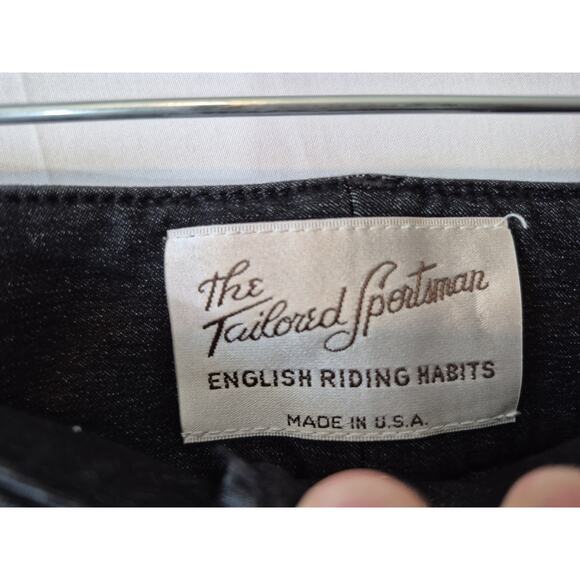 The
Tailored Sportsman
ENGLISH RIDING HABITS
MADE IN U.S.A.